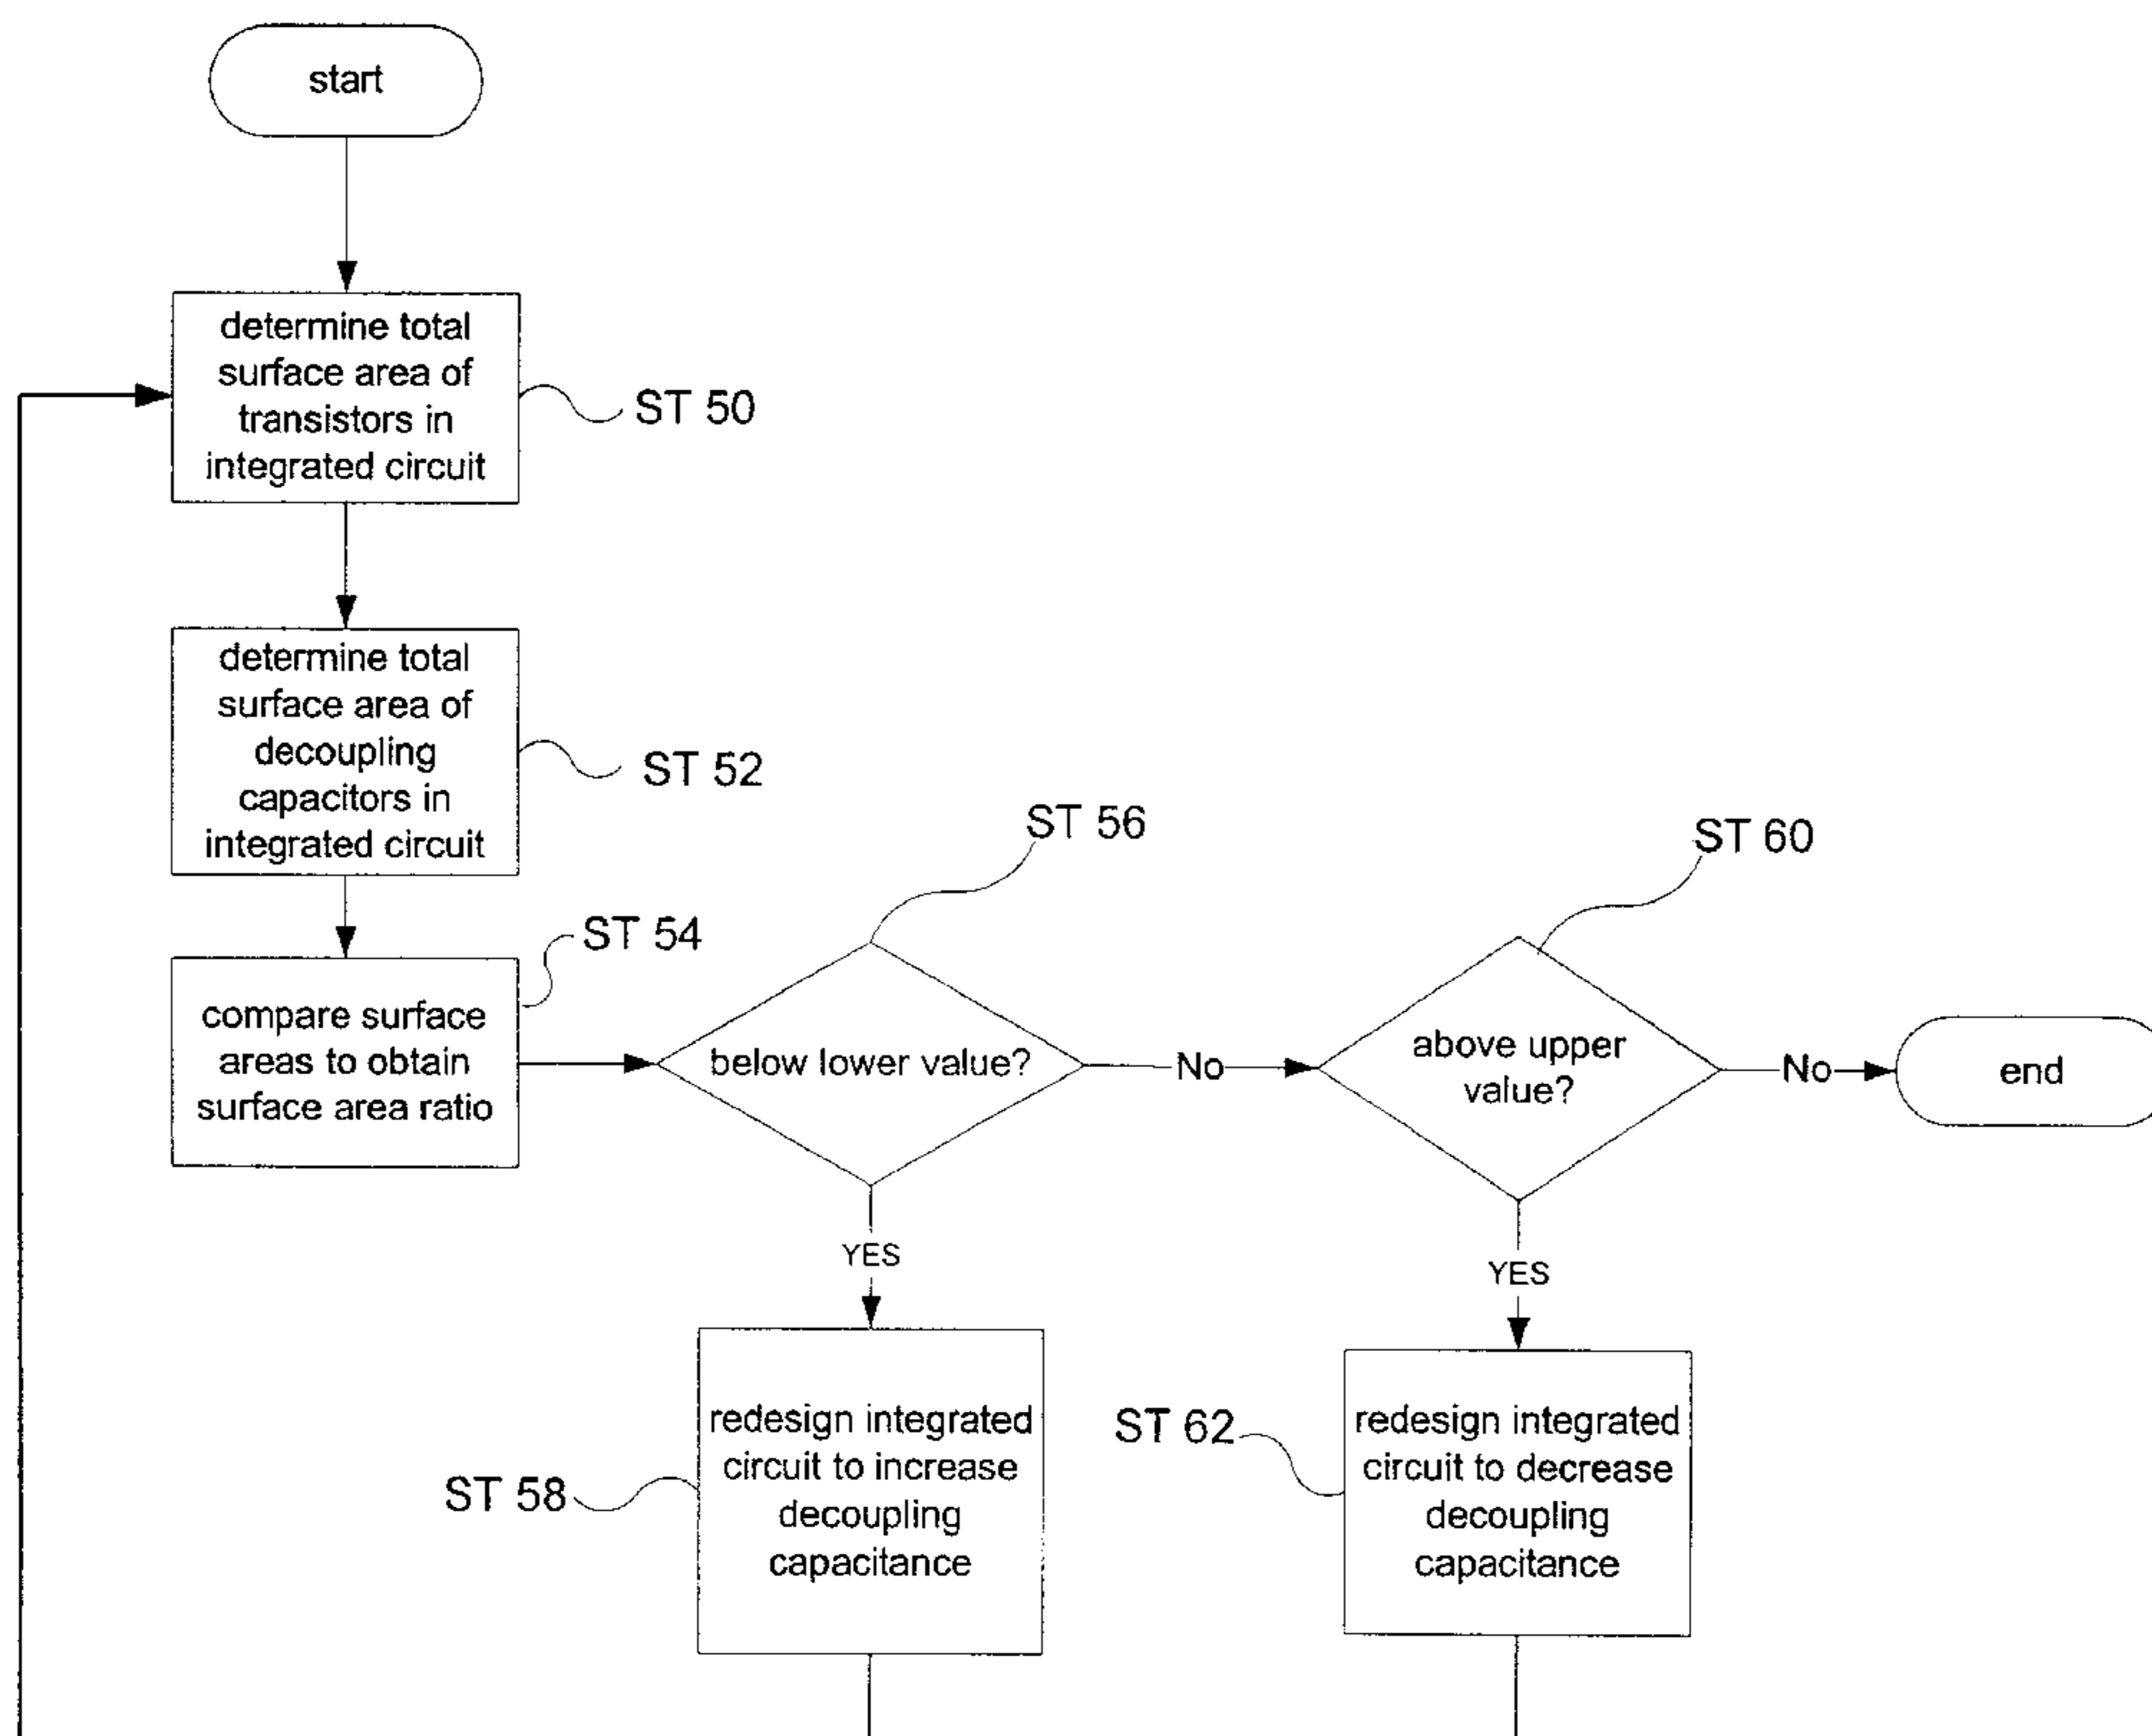 start
determine total
surface area of
transistors in
integrated circuit
ST 50
determine total
surface area of
decoupling
capacitors in
integrated circuit
ST 52
compare surface
areas to obtain
surface area ratio
ST 54
below lower value?
ST 56
No
above upper
value?
ST 60
No
end
YES
redesign integrated
circuit to increase
decoupling
capacitance
ST 58
YES
redesign integrated
circuit to decrease
decoupling
capacitance
ST 62